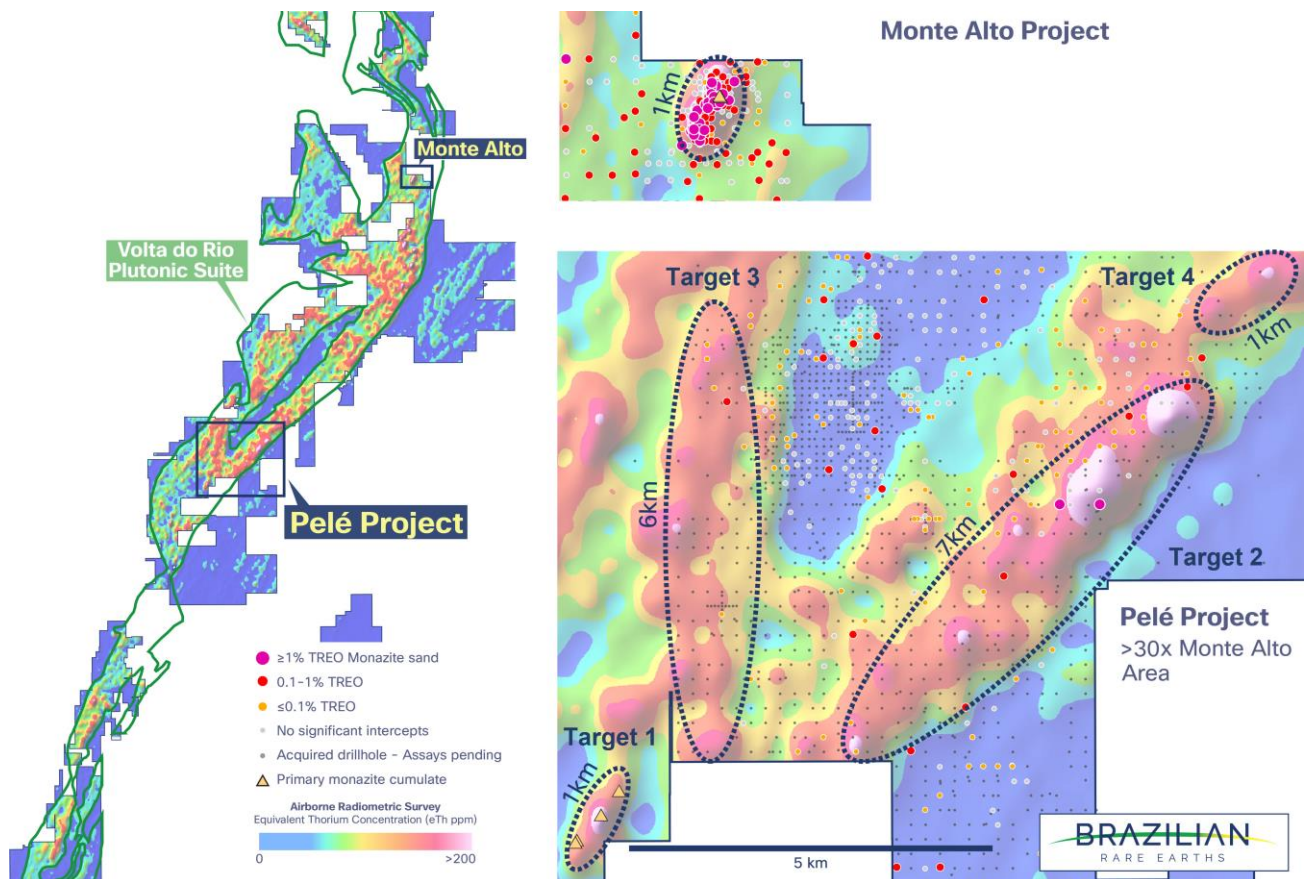 Monte Alto
Volta do Rio
Plutonic Suite
Pelé Project
≥1% TREO Monazite sand
0.1–1% TREO
≤0.1% TREO
No significant intercepts
Acquired drillhole - Assays pending
Primary monazite cumulate
Airborne Radiometric Survey
Equivalent Thorium Concentration (eTh ppm)
0 >200
Monte Alto Project
1km
Target 3
Target 4
1km
6km
7km
Target 2
Pelé Project
>30x Monte Alto
Area
Target 1
1km
5 km
BRAZILIAN
RARE EARTHS